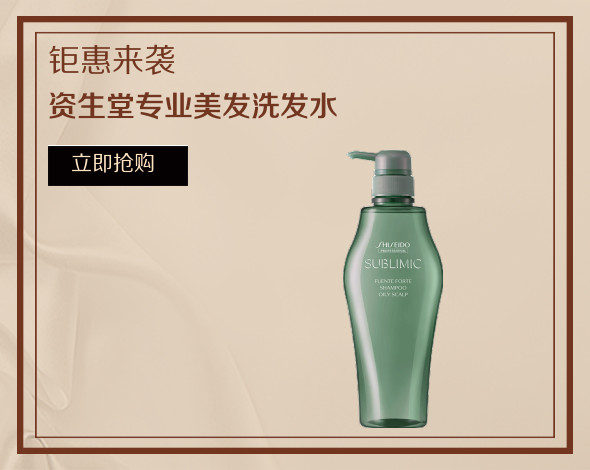 钜惠来袭
资生堂专业美发洗发水
立即抢购
SHISEIDO
PROFESSIONAL
SUBLIMIC
FUENTE FORTE
SHAMPOO
OILY SCALP